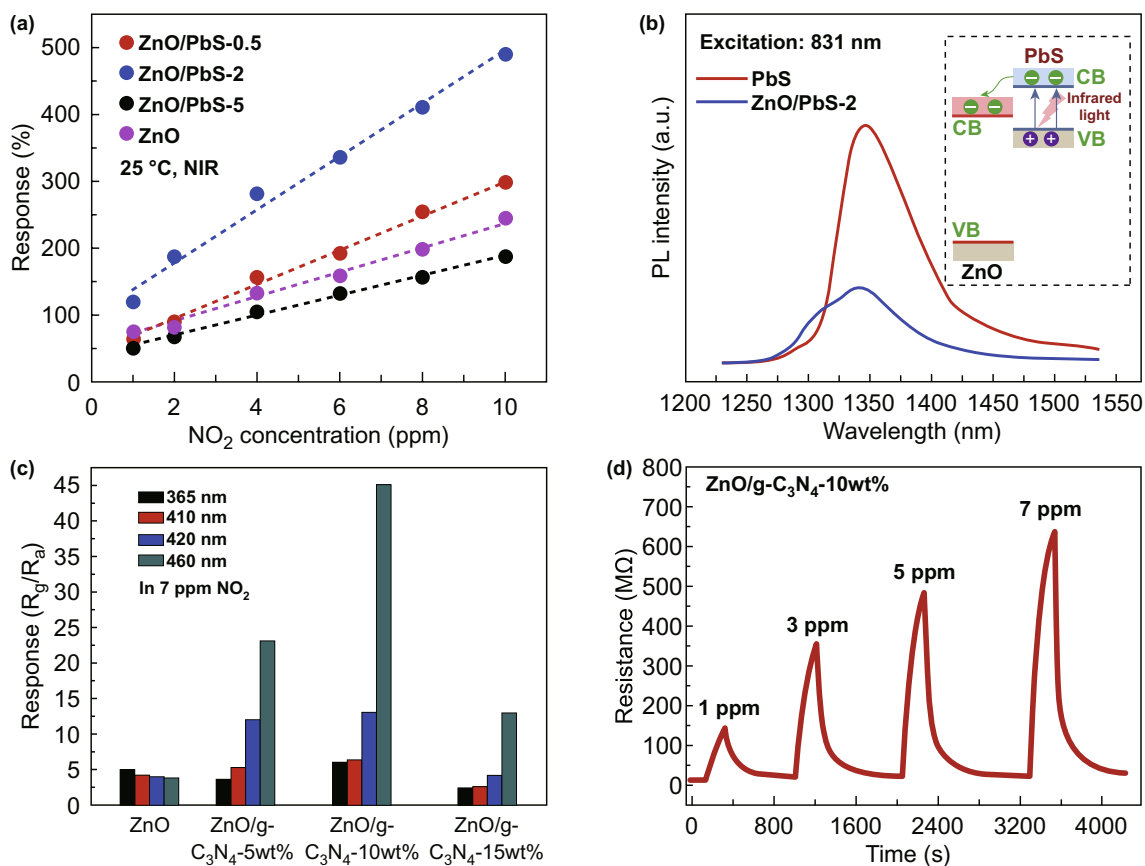 (a)
ZnO/PbS-0.5
ZnO/PbS-2
ZnO/PbS-5
ZnO
25 °C, NIR
Response (%)
500
400
300
200
100
0
0 2 4 6 8 10
NO₂ concentration (ppm)
(b)
Excitation: 831 nm
PbS
ZnO/PbS-2
PL intensity (a.u.)
1200 1250 1300 1350 1400 1450 1500 1550
Wavelength (nm)
PbS
CB
Infrared
light
CB
VB
VB
ZnO
(c)
365 nm
410 nm
420 nm
460 nm
In 7 ppm NO₂
Response (Rg/Ra)
45
40
35
30
25
20
15
10
5
0
ZnO ZnO/g- ZnO/g- ZnO/g-
C₃N₄-5wt% C₃N₄-10wt% C₃N₄-15wt%
(d)
ZnO/g-C₃N₄-10wt%
1 ppm
3 ppm
5 ppm
7 ppm
Resistance (MΩ)
800
700
600
500
400
300
200
100
0
0 800 1600 2400 3200 4000
Time (s)